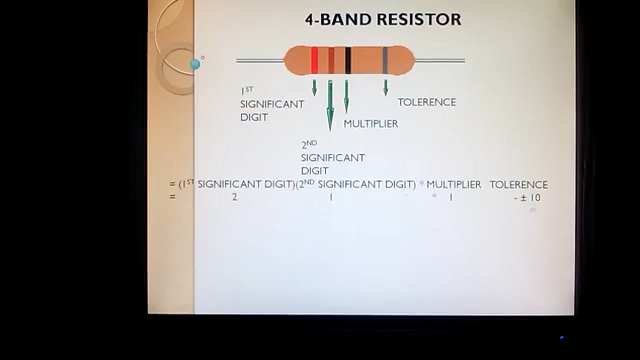 4-BAND RESISTOR
1ST
SIGNIFICANT
DIGIT
TOLERENCE
MULTIPLIER
2ND
SIGNIFICANT
DIGIT
= (1ST SIGNIFICANT DIGIT)(2ND SIGNIFICANT DIGIT) * MULTIPLIER TOLERENCE
= 2 1 * 1 - ± 10